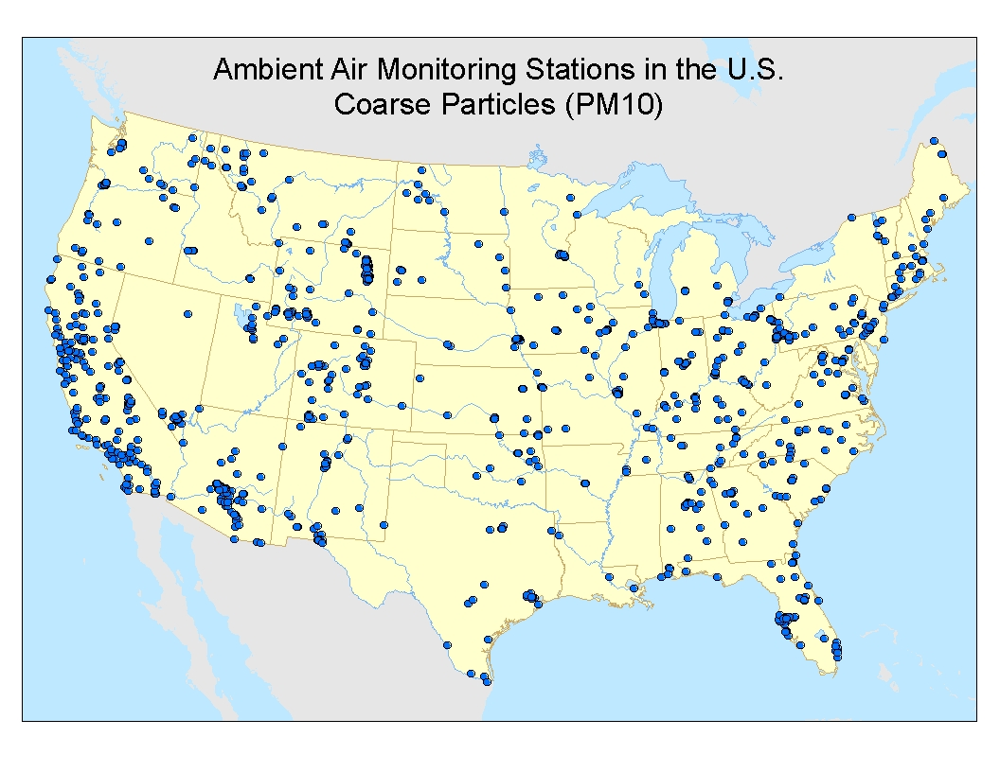 Ambient Air Monitoring Stations in the U.S.
Coarse Particles (PM10)